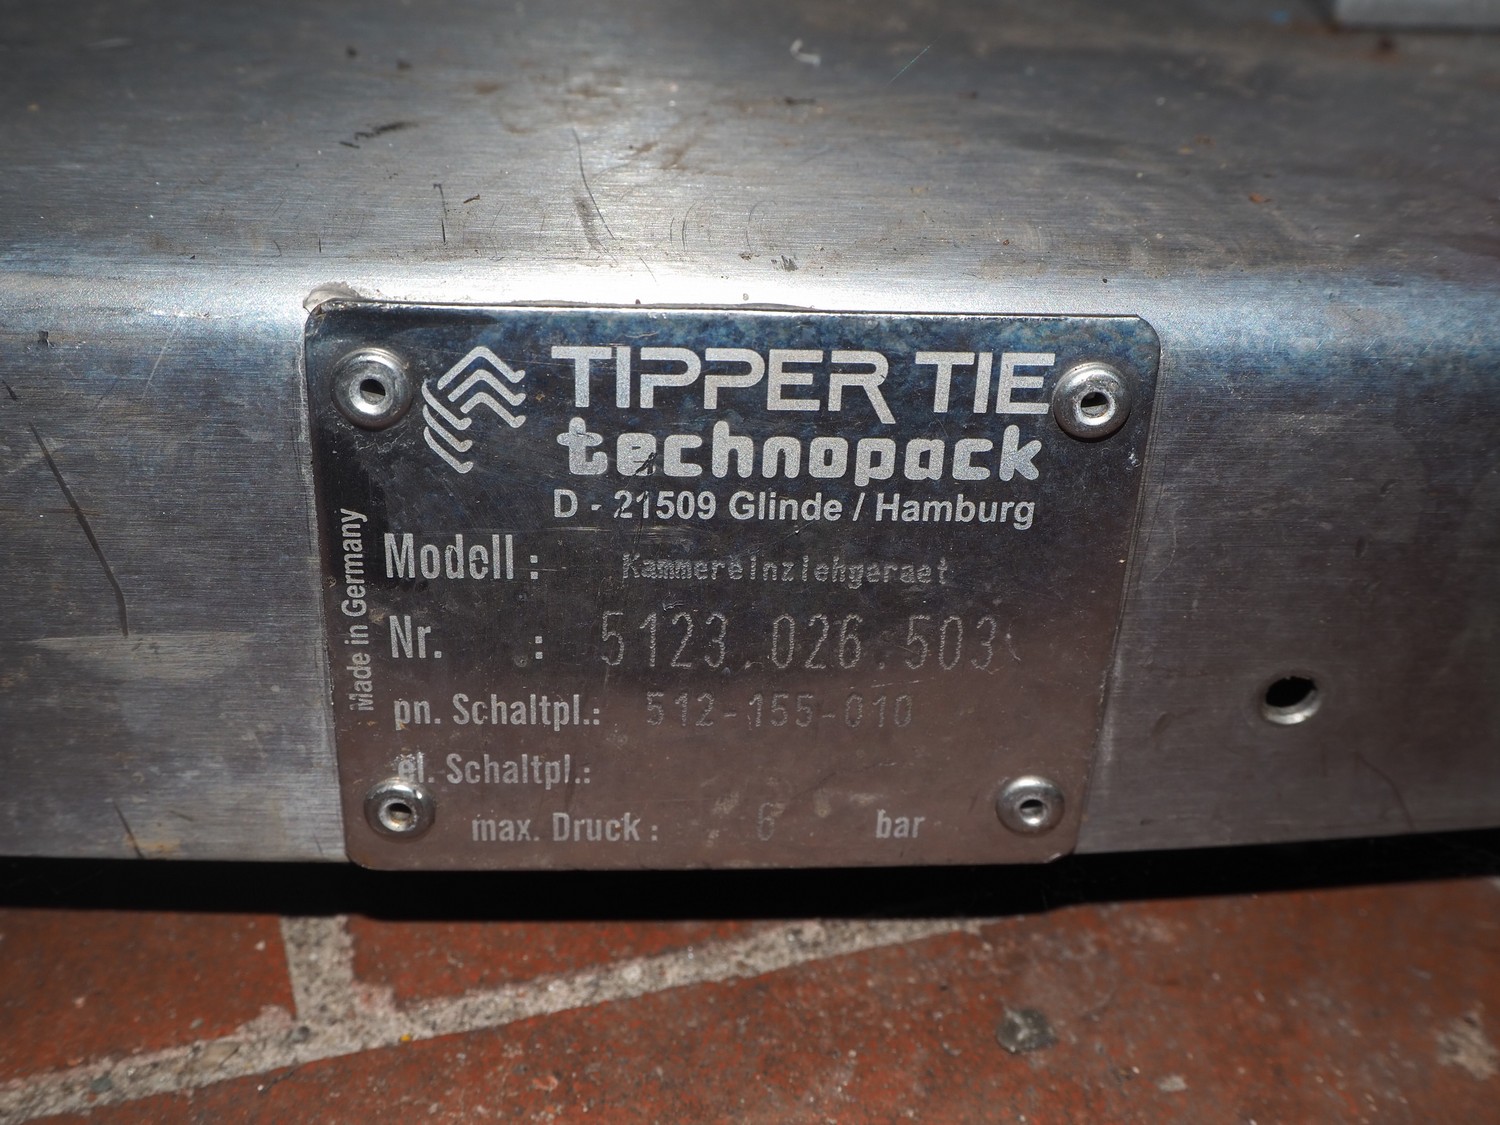 TIPPER TIE
technopack
D - 21509 Glinde / Hamburg
Made in Germany
Modell : Kammereinziehgeraet
Nr. : 5123.026.503
pn. Schaltpl.: 512-155-010
el. Schaltpl.:
max. Druck : 6 bar